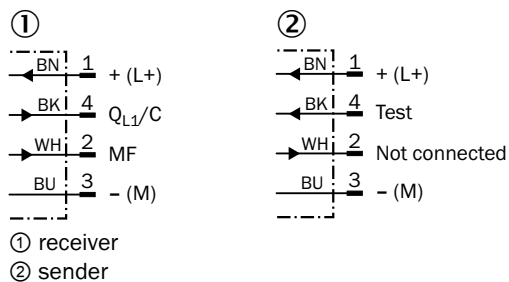 ① ②
BN 1 + (L+)
BK 4 QL1/C
WH 2 MF
BU 3 − (M)
BN 1 + (L+)
BK 4 Test
WH 2 Not connected
BU 3 − (M)
① receiver
② sender